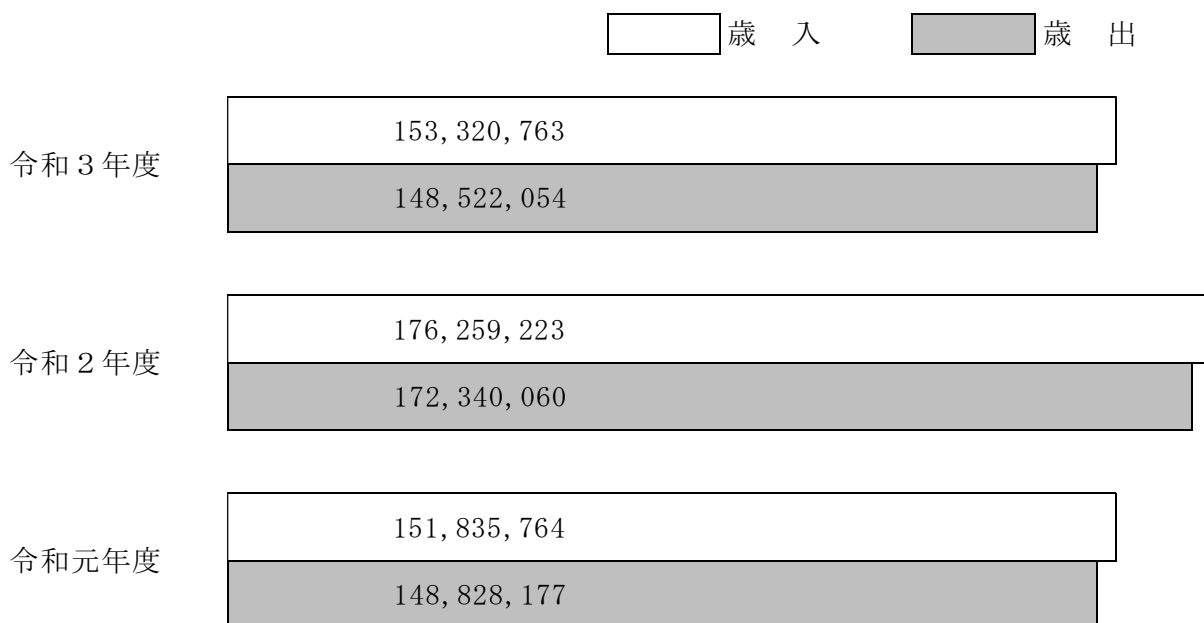 歳　入　歳　出
153,320,763
令和３年度
148,522,054
176,259,223
令和２年度
172,340,060
151,835,764
令和元年度
148,828,177